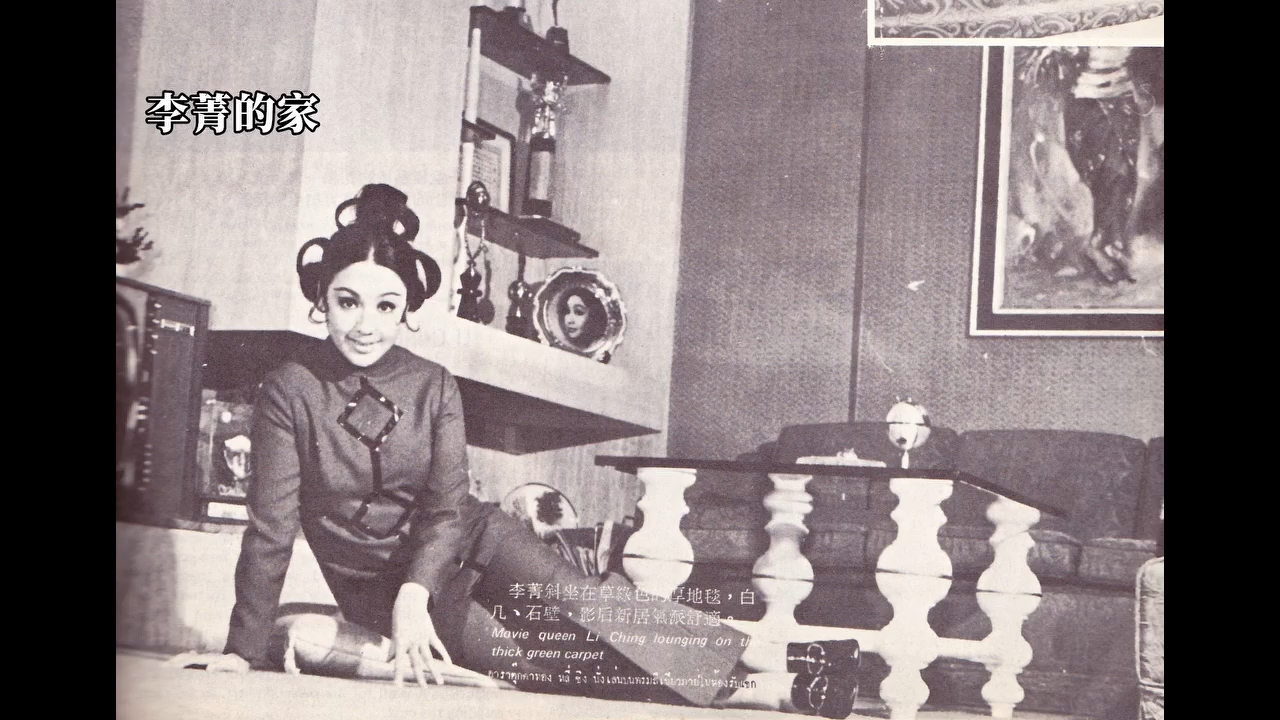 李菁的家
李菁斜坐在草綠色的厚地毯，白
几、石壁，影后新居氣派舒適。
Movie queen Li Ching lounging on the
thick green carpet